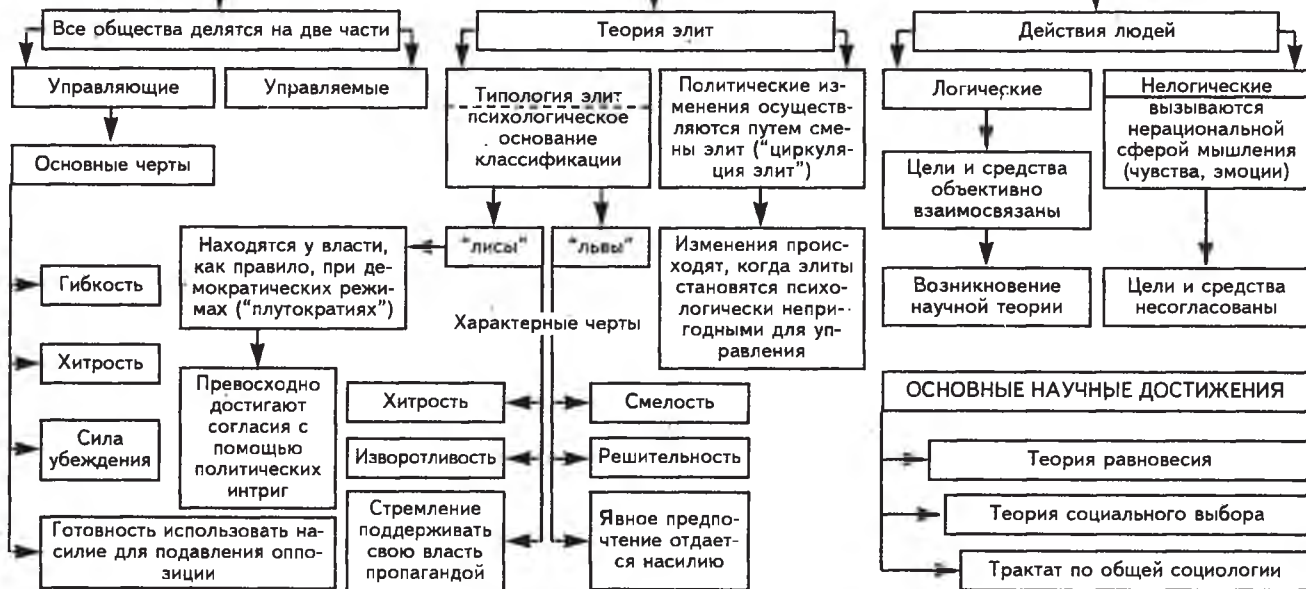 Все общества делятся на две части
Управляющие
Управляемые
Основные черты
Гибкость
Хитрость
Сила
убеждения
Готовность использовать на-
силие для подавления оппо-
зиции
Теория элит
Типология элит
психологическое
основание
классификации
Политические из-
менения осуществ-
ляются путем сме-
ны элит ("циркуля-
ция элит")
"лисы"
"львы"
Находятся у власти,
как правило, при де-
мократических режи-
мах ("плутократиях")
Превосходно
достигают
согласия с
помощью
политических
интриг
Характерные черты
Хитрость
Изворотливость
Стремление
поддерживать
свою власть
пропагандой
Смелость
Решительность
Явное предпо-
чтение отдает-
ся насилию
Изменения проис-
ходят, когда элиты
становятся психо-
логически непри-
годными для уп-
равления
Действия людей
Логические
Нелогические
вызываются
нерациональной
сферой мышления
(чувства, эмоции)
Цели и средства
объективно
взаимосвязаны
Возникновение
научной теории
Цели и средства
несогласованы
ОСНОВНЫЕ НАУЧНЫЕ ДОСТИЖЕНИЯ
Теория равновесия
Теория социального выбора
Трактат по общей социологии